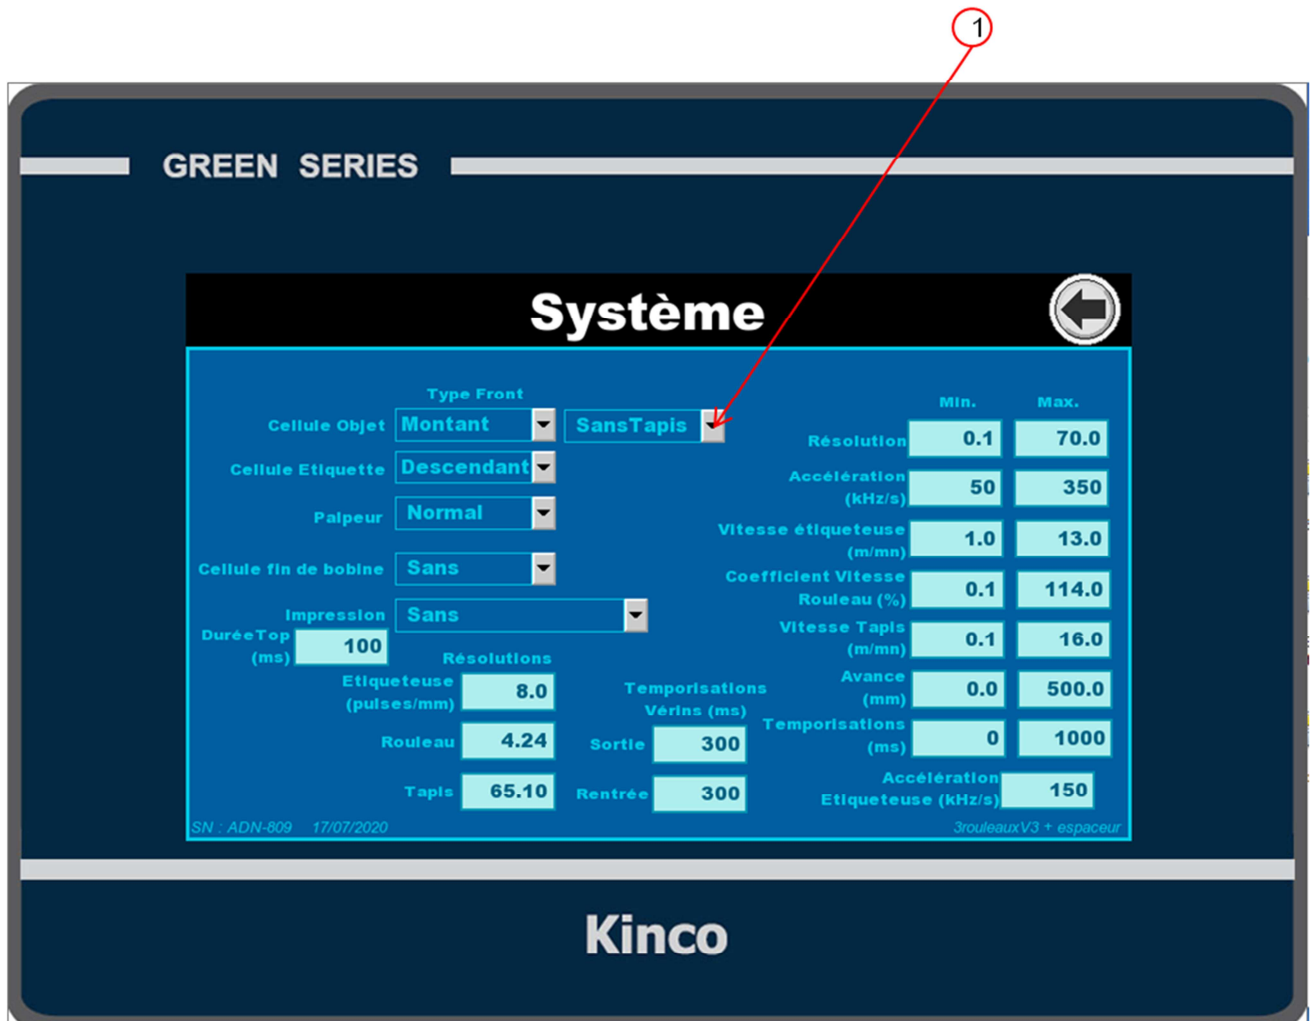 1
GREEN SERIES
Système
Type Front
Cellule Objet Montant SansTapis
Cellule Etiquette Descendant
Palpeur Normal
Cellule fin de bobine Sans
Impression Sans
DuréeTop
(ms) 100
Résolutions
Etiqueteuse
(pulses/mm) 8.0
Rouleau 4.24
Tapis 65.10
Temporisations
Vérins (ms)
Sortie 300
Rentrée 300
Min. Max.
Résolution 0.1 70.0
Accélération
(kHz/s) 50 350
Vitesse étiqueteuse
(m/mn) 1.0 13.0
Coefficient Vitesse
Rouleau (%) 0.1 114.0
Vitesse Tapis
(m/mn) 0.1 16.0
Avance
(mm) 0.0 500.0
Temporisations
(ms) 0 1000
Accélération
Etiqueteuse (kHz/s) 150
SN : ADN-809 17/07/2020
3rouleauxV3 + espaceur
Kinco